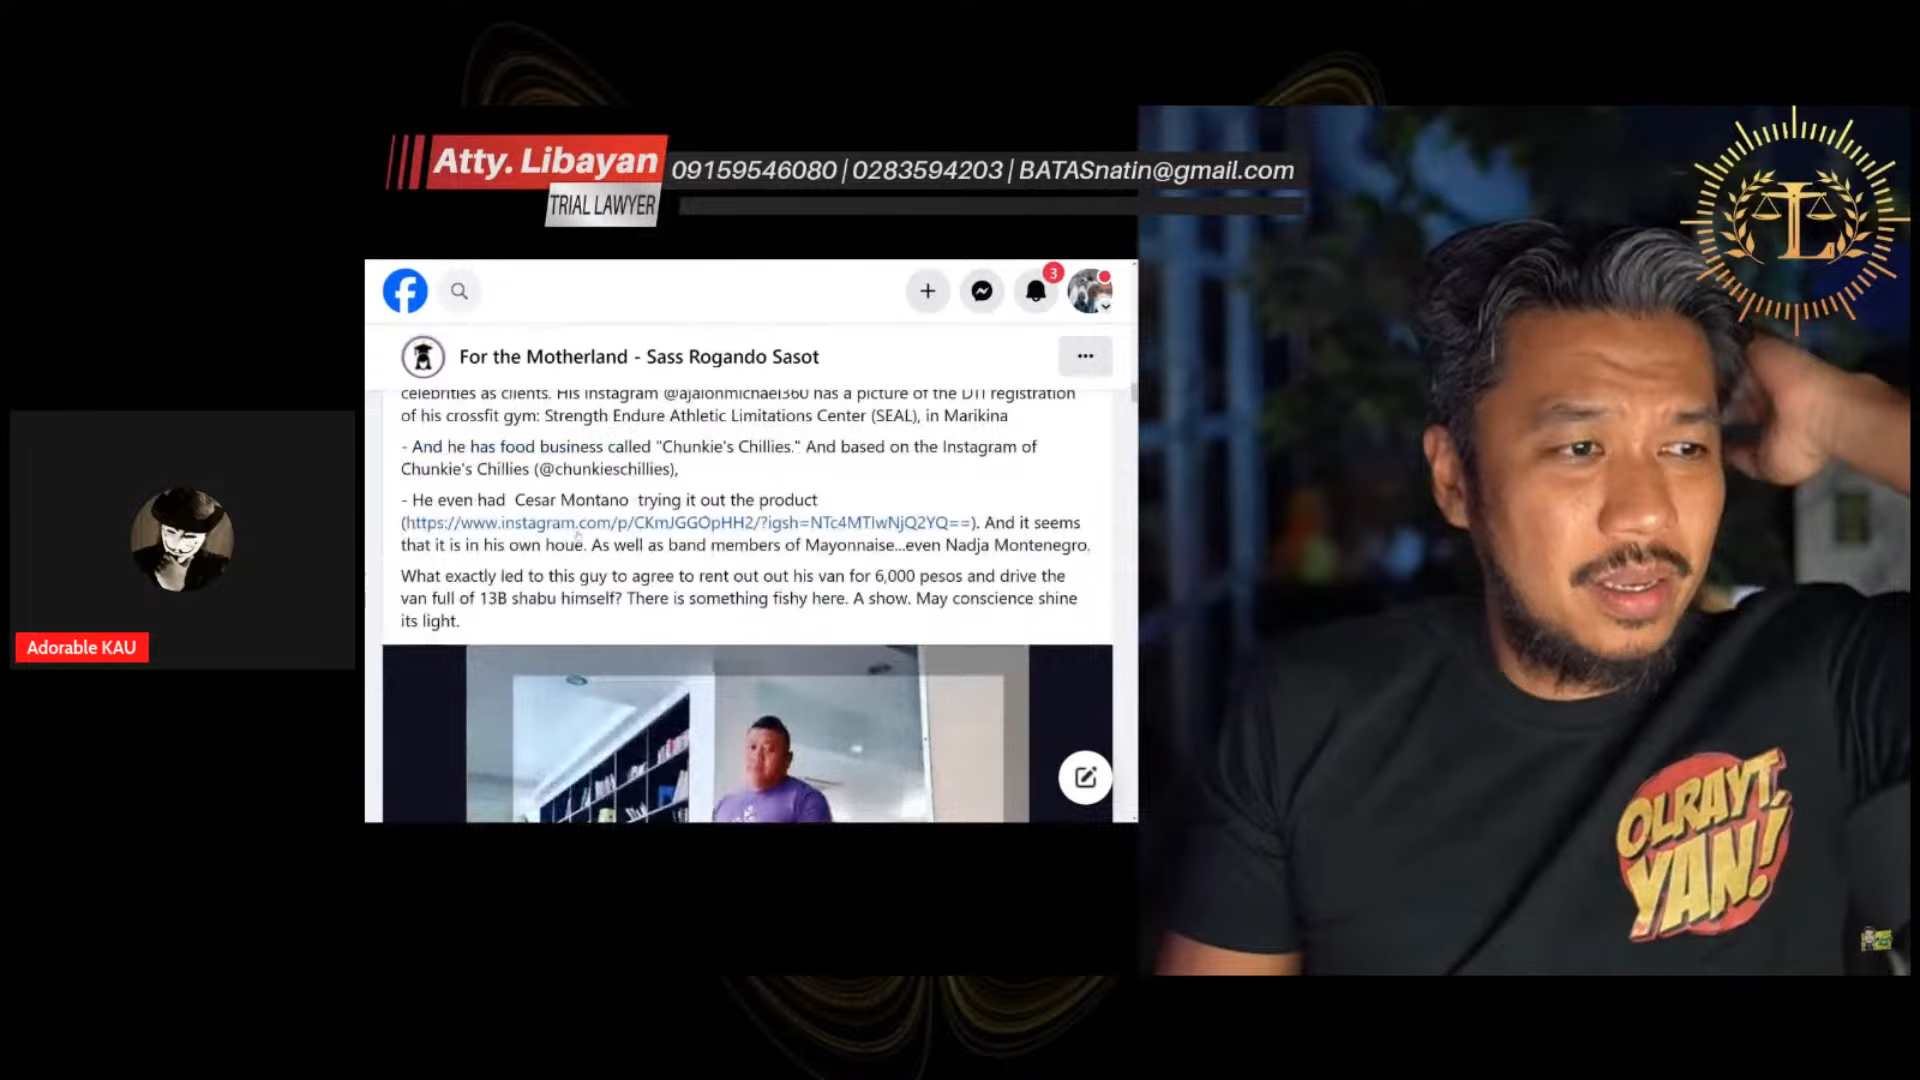 Atty. Libayan
09159546080 | 0283594203 | BATASnatin@gmail.com
TRIAL LAWYER
3
For the Motherland - Sass Rogando Sasot
celebrities as clients. His Instagram @ajalonmichael360 has a picture of the DTI registration
of his crossfit gym: Strength Endure Athletic Limitations Center (SEAL), in Marikina
- And he has food business called "Chunkie's Chillies." And based on the Instagram of
Chunkie's Chillies (@chunkieschillies),
- He even had Cesar Montano trying it out the product
(https://www.instagram.com/p/CKmJGGOpHH2/?igsh=NTc4MTIwNjQ2YQ==). And it seems
that it is in his own houe. As well as band members of Mayonnaise...even Nadja Montenegro.
What exactly led to this guy to agree to rent out out his van for 6,000 pesos and drive the
van full of 13B shabu himself? There is something fishy here. A show. May conscience shine
its light.
Adorable KAU
OLRAYT,
YAN!